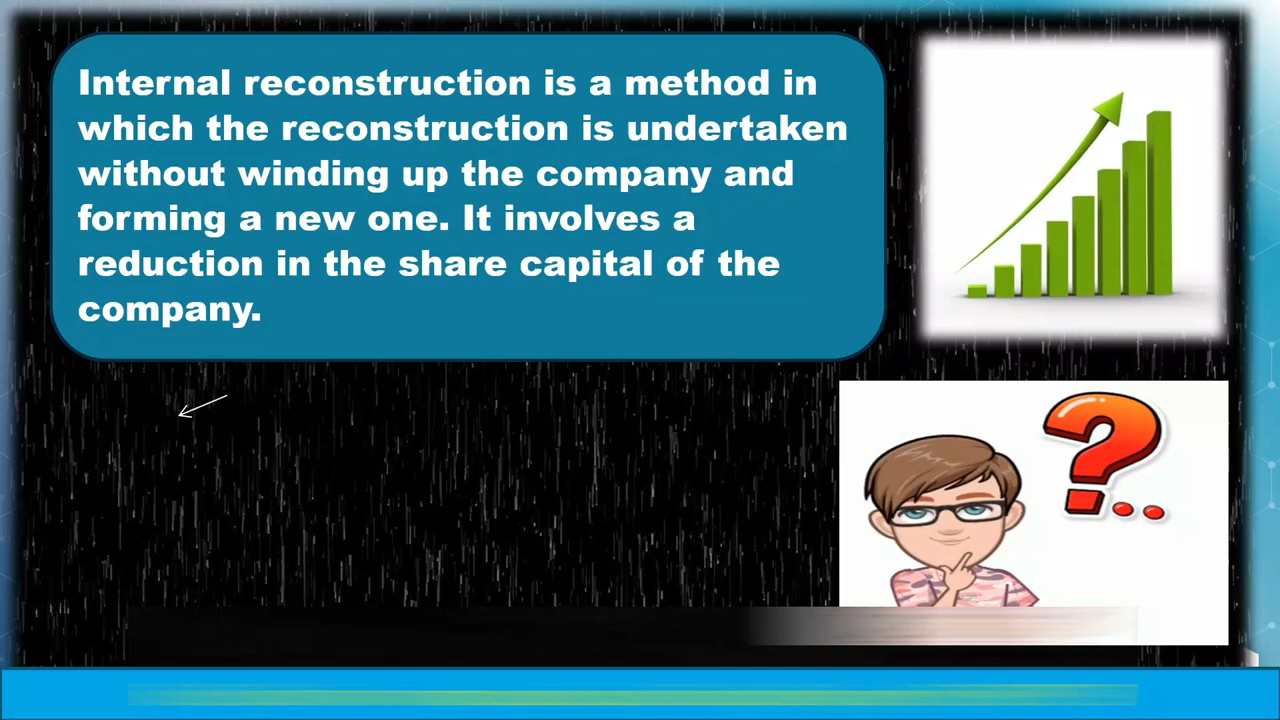 Internal reconstruction is a method in
which the reconstruction is undertaken
without winding up the company and
forming a new one. It involves a
reduction in the share capital of the
company.